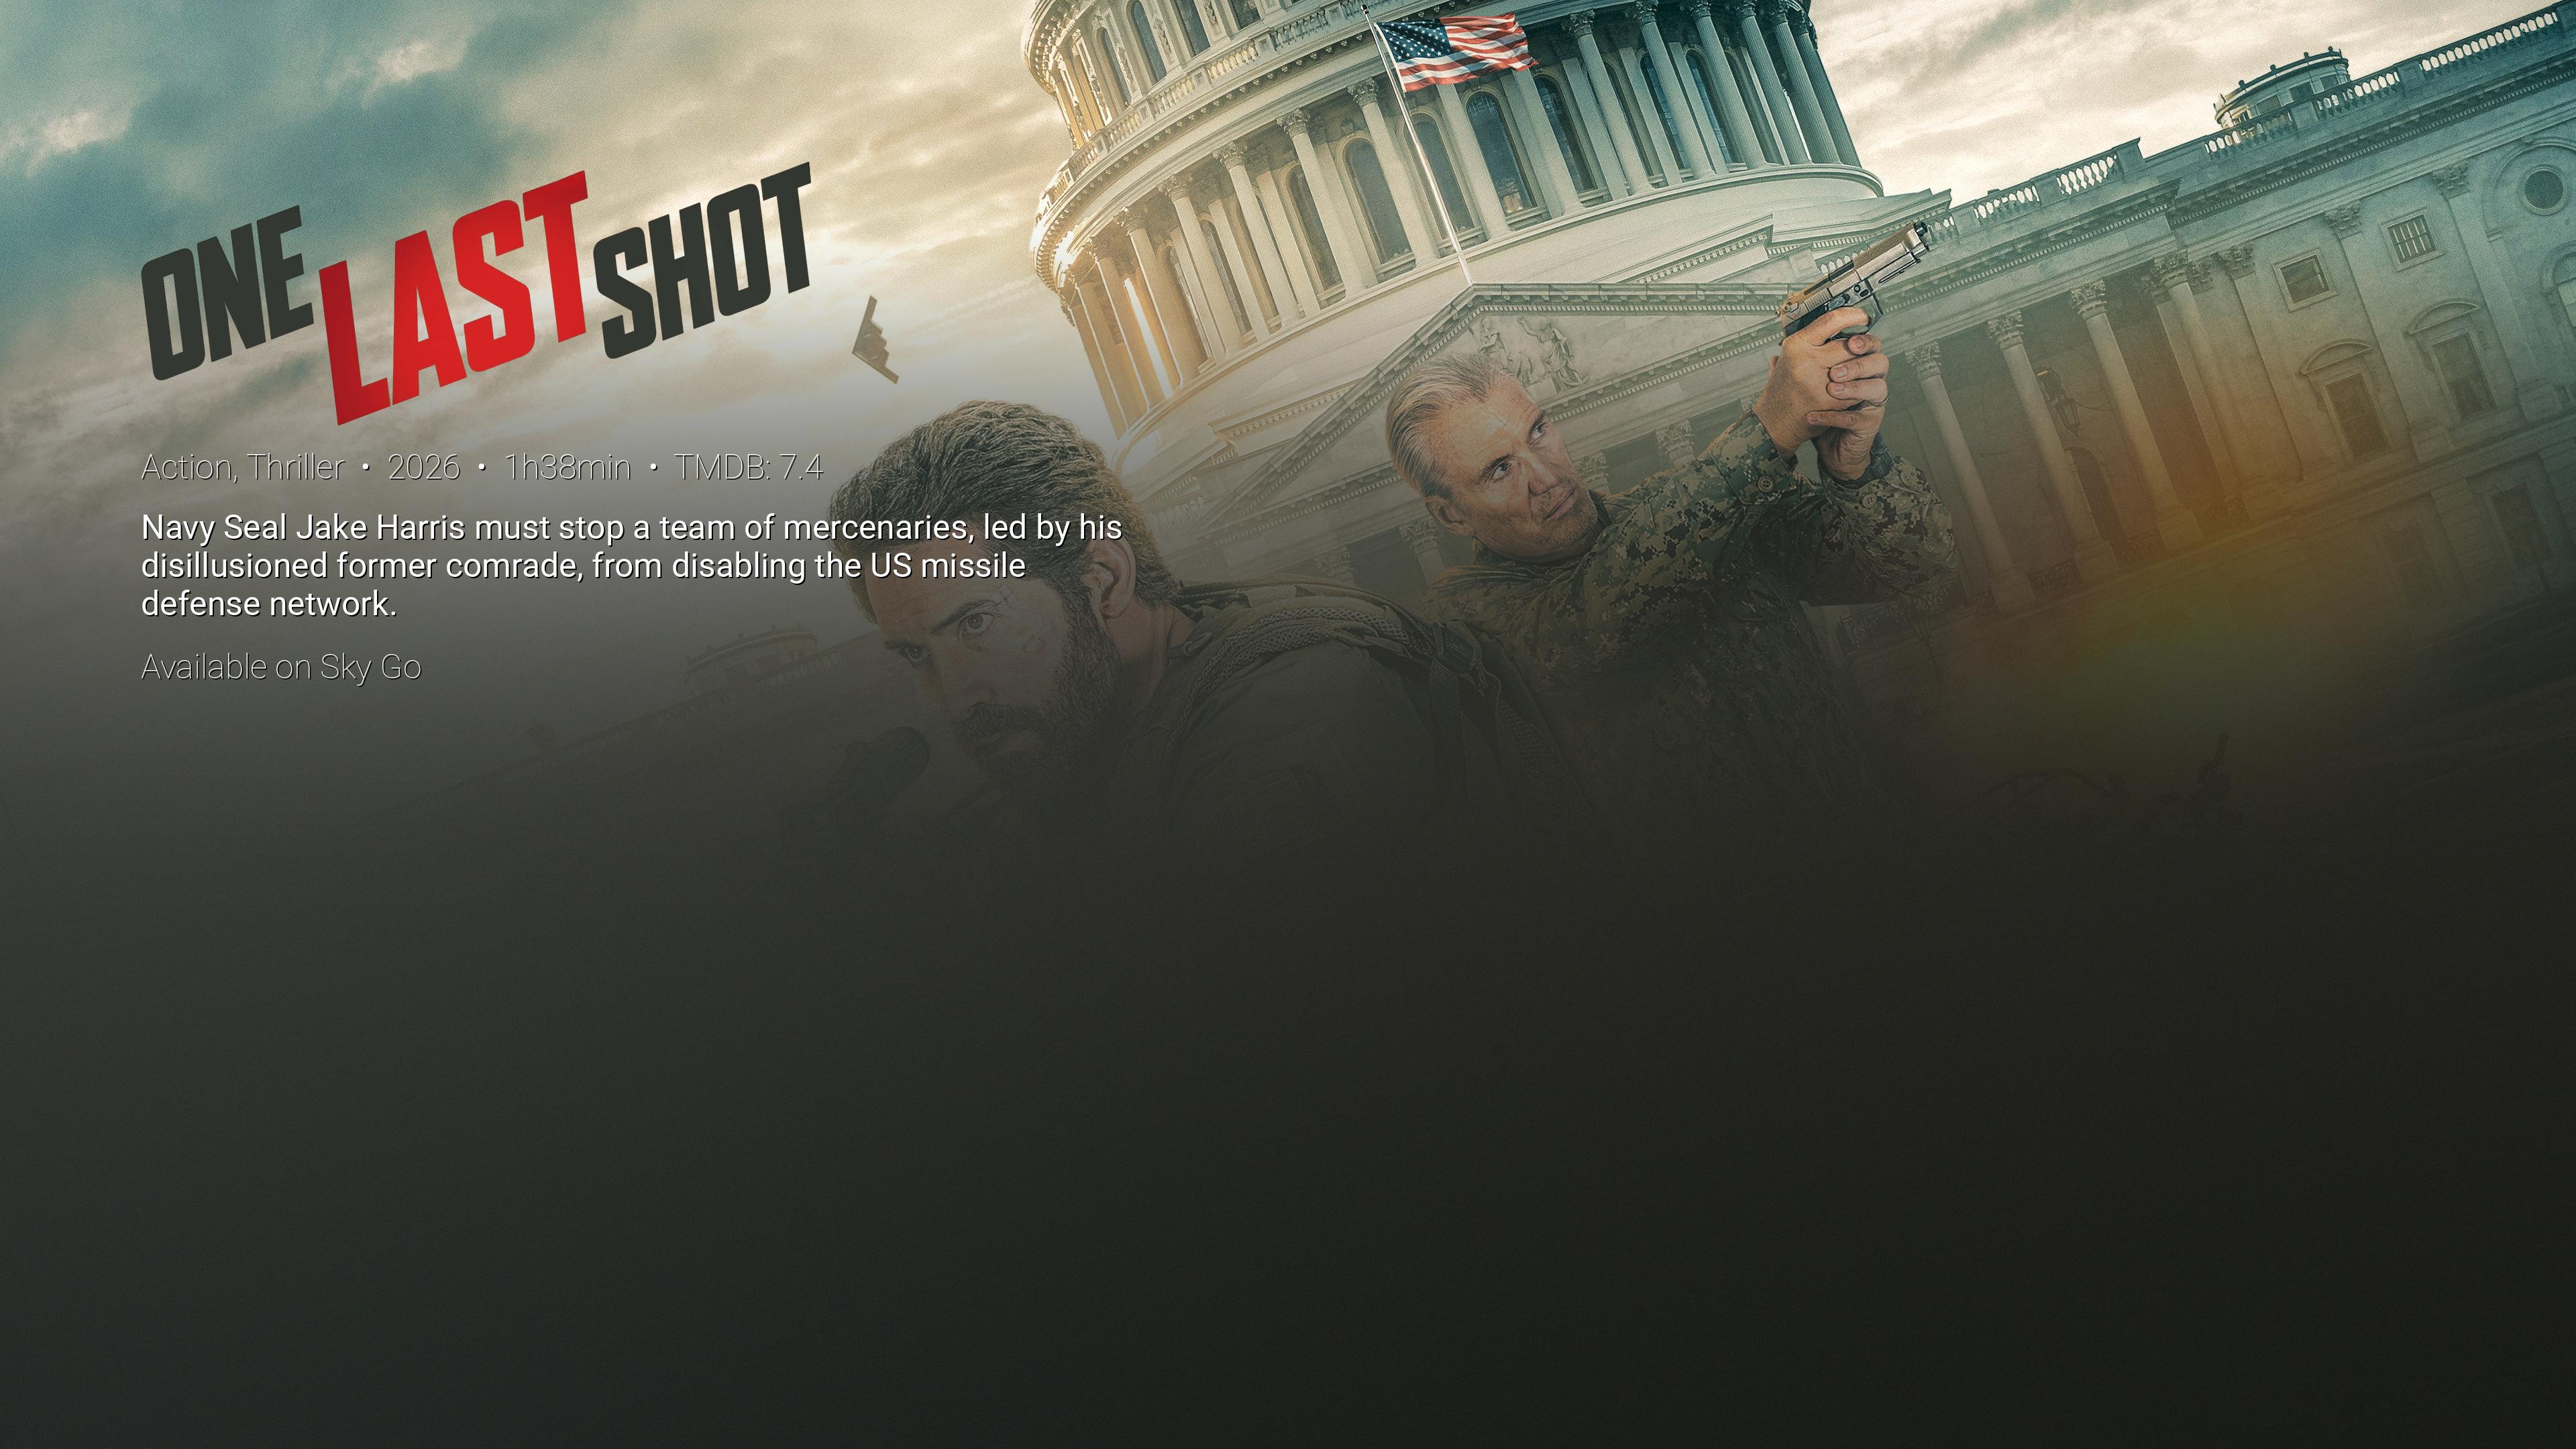 ONE LAST SHOT
Action, Thriller • 2026 • 1h38min • TMDB: 7.4
Navy Seal Jake Harris must stop a team of mercenaries, led by his
disillusioned former comrade, from disabling the US missile
defense network.
Available on Sky Go